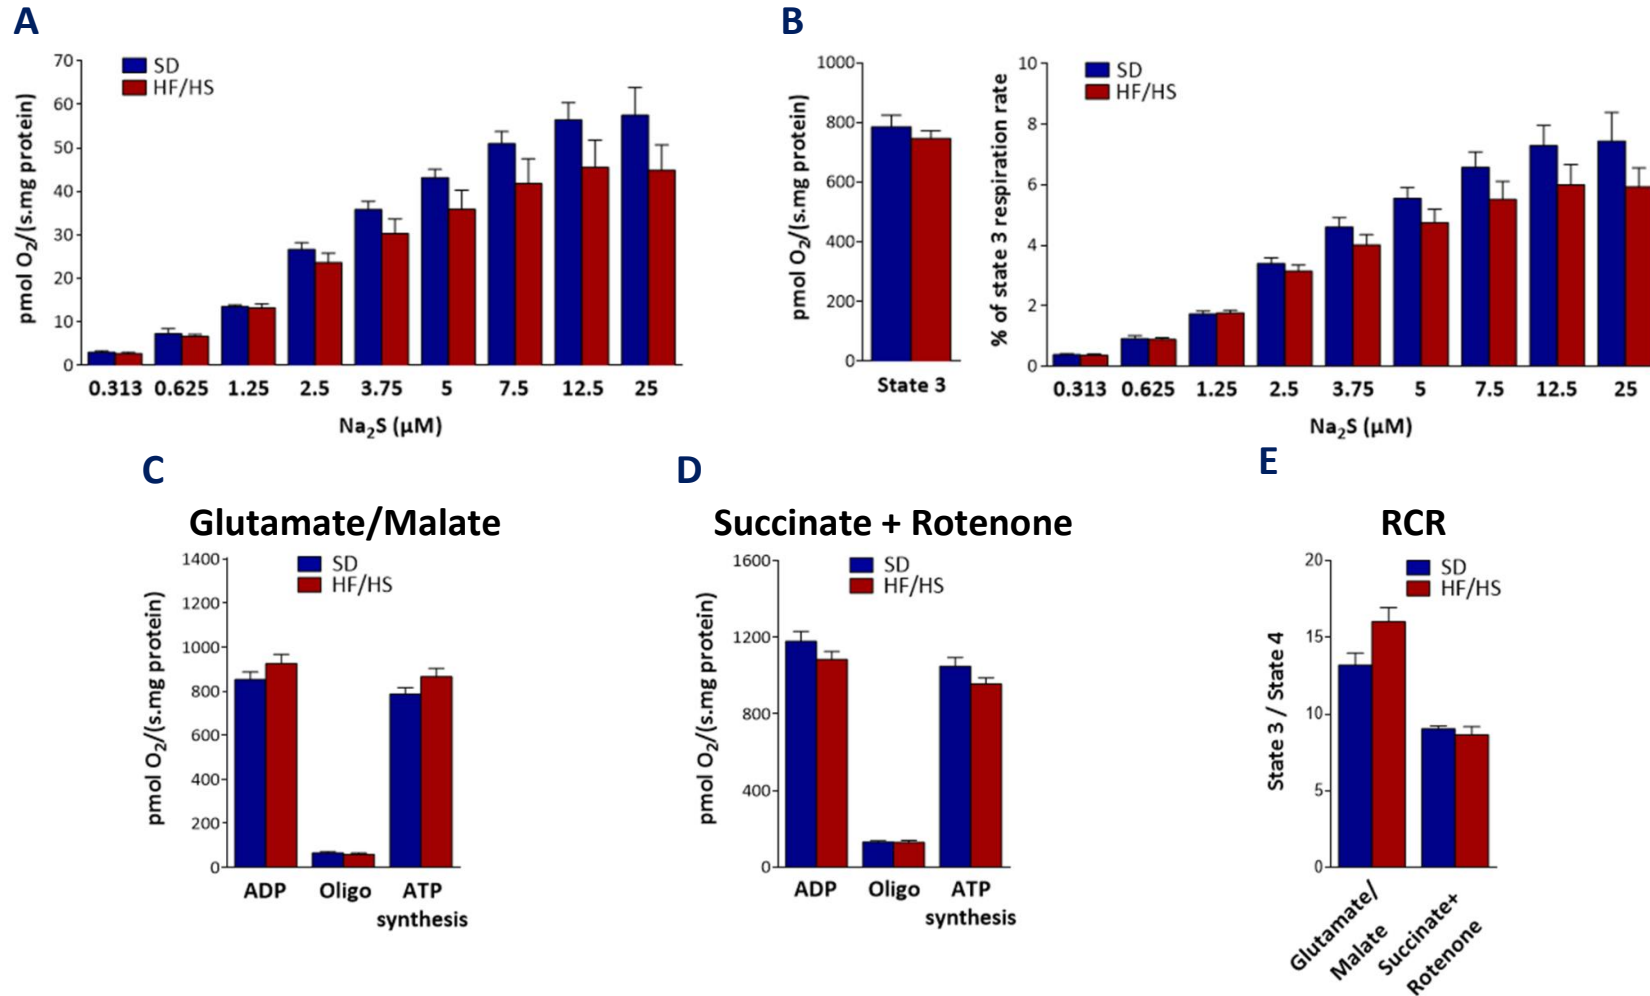 A
70
60
50
40
30
20
10
0
pmol O₂/(s.mg protein)
SD
HF/HS
0.313 0.625 1.25 2.5 3.75 5 7.5 12.5 25
Na₂S (µM)
B
1000
800
600
400
200
0
pmol O₂/(s.mg protein)
State 3
10
8
6
4
2
0
% of state 3 respiration rate
SD
HF/HS
0.313 0.625 1.25 2.5 3.75 5 7.5 12.5 25
Na₂S (µM)
C
Glutamate/Malate
1400
1200
1000
800
600
400
200
0
pmol O₂/(s.mg protein)
SD
HF/HS
ADP Oligo ATP
synthesis
D
Succinate + Rotenone
1600
1200
800
400
0
pmol O₂/(s.mg protein)
SD
HF/HS
ADP Oligo ATP
synthesis
E
RCR
20
15
10
5
0
State 3 / State 4
SD
HF/HS
Glutamate/
Malate
Succinate+
Rotenone